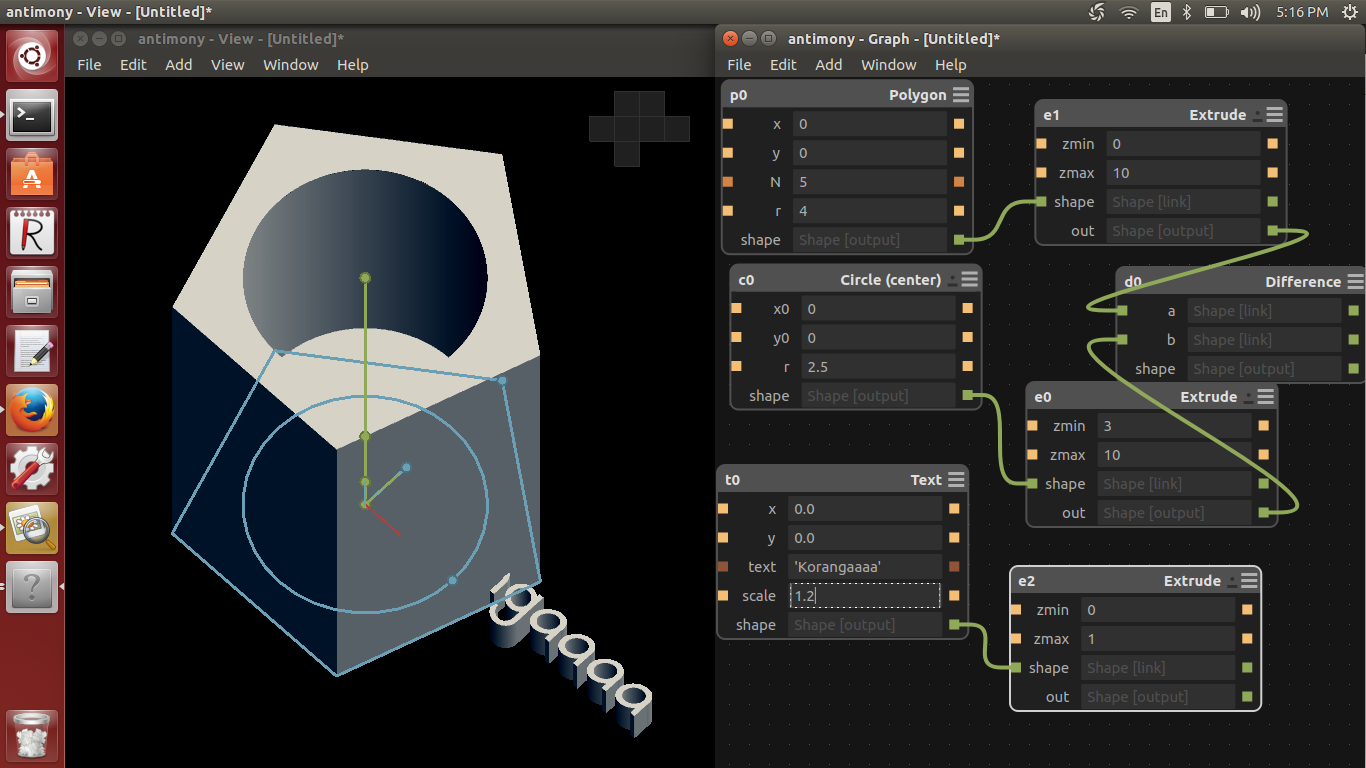 antimony - View - [Untitled]*
En
5:16 PM
antimony - View - [Untitled]*
File Edit Add View Window Help
antimony - Graph - [Untitled]*
File Edit Add Window Help
p0 Polygon
x 0
y 0
N 5
r 4
shape Shape [output]
e1 Extrude
zmin 0
zmax 10
shape Shape [link]
out Shape [output]
c0 Circle (center)
x0 0
y0 0
r 2.5
shape Shape [output]
d0 Difference
a Shape [link]
b Shape [link]
shape Shape [output]
e0 Extrude
zmin 3
zmax 10
shape Shape [link]
out Shape [output]
t0 Text
x 0.0
y 0.0
text 'Korangaaaa'
scale 1.2
shape Shape [output]
e2 Extrude
zmin 0
zmax 1
shape Shape [link]
out Shape [output]
gaaaa